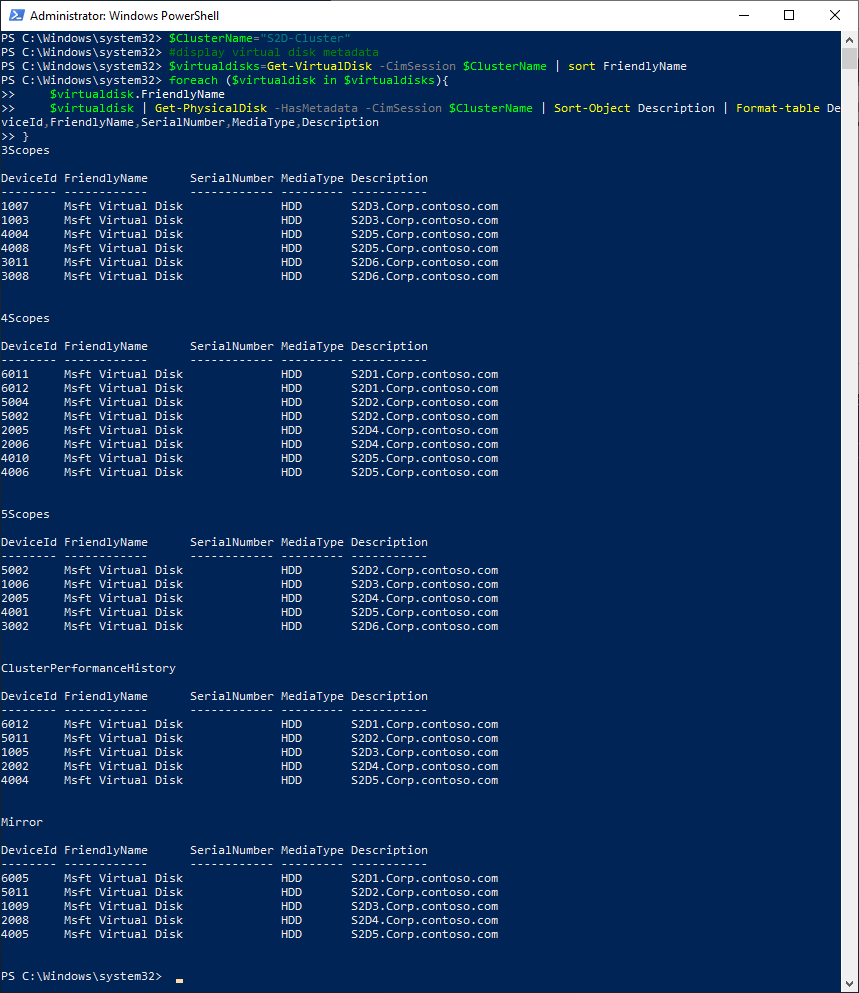 Administrator: Windows PowerShell
PS C:\Windows\system32> $ClusterName="S2D-Cluster"
PS C:\Windows\system32> #display virtual disk metadata
PS C:\Windows\system32> $virtualdisks=Get-VirtualDisk -CimSession $ClusterName | sort FriendlyName
PS C:\Windows\system32> foreach ($virtualdisk in $virtualdisks){
>>     $virtualdisk.FriendlyName
>>     $virtualdisk | Get-PhysicalDisk -HasMetadata -CimSession $ClusterName | Sort-Object Description | Format-table De
viceId,FriendlyName,SerialNumber,MediaType,Description
>> }
3Scopes
DeviceId FriendlyName      SerialNumber MediaType Description
-------- ------------      ------------ --------- -----------
1007     Msft Virtual Disk              HDD       S2D3.Corp.contoso.com
1003     Msft Virtual Disk              HDD       S2D3.Corp.contoso.com
4004     Msft Virtual Disk              HDD       S2D5.Corp.contoso.com
4008     Msft Virtual Disk              HDD       S2D5.Corp.contoso.com
3011     Msft Virtual Disk              HDD       S2D6.Corp.contoso.com
3008     Msft Virtual Disk              HDD       S2D6.Corp.contoso.com
4Scopes
DeviceId FriendlyName      SerialNumber MediaType Description
-------- ------------      ------------ --------- -----------
6011     Msft Virtual Disk              HDD       S2D1.Corp.contoso.com
6012     Msft Virtual Disk              HDD       S2D1.Corp.contoso.com
5004     Msft Virtual Disk              HDD       S2D2.Corp.contoso.com
5002     Msft Virtual Disk              HDD       S2D2.Corp.contoso.com
2005     Msft Virtual Disk              HDD       S2D4.Corp.contoso.com
2006     Msft Virtual Disk              HDD       S2D4.Corp.contoso.com
4010     Msft Virtual Disk              HDD       S2D5.Corp.contoso.com
4006     Msft Virtual Disk              HDD       S2D5.Corp.contoso.com
5Scopes
DeviceId FriendlyName      SerialNumber MediaType Description
-------- ------------      ------------ --------- -----------
5002     Msft Virtual Disk              HDD       S2D2.Corp.contoso.com
1006     Msft Virtual Disk              HDD       S2D3.Corp.contoso.com
2005     Msft Virtual Disk              HDD       S2D4.Corp.contoso.com
4001     Msft Virtual Disk              HDD       S2D5.Corp.contoso.com
3002     Msft Virtual Disk              HDD       S2D6.Corp.contoso.com
ClusterPerformanceHistory
DeviceId FriendlyName      SerialNumber MediaType Description
-------- ------------      ------------ --------- -----------
6012     Msft Virtual Disk              HDD       S2D1.Corp.contoso.com
5011     Msft Virtual Disk              HDD       S2D2.Corp.contoso.com
1005     Msft Virtual Disk              HDD       S2D3.Corp.contoso.com
2002     Msft Virtual Disk              HDD       S2D4.Corp.contoso.com
4004     Msft Virtual Disk              HDD       S2D5.Corp.contoso.com
Mirror
DeviceId FriendlyName      SerialNumber MediaType Description
-------- ------------      ------------ --------- -----------
6005     Msft Virtual Disk              HDD       S2D1.Corp.contoso.com
5011     Msft Virtual Disk              HDD       S2D2.Corp.contoso.com
1009     Msft Virtual Disk              HDD       S2D3.Corp.contoso.com
2008     Msft Virtual Disk              HDD       S2D4.Corp.contoso.com
4005     Msft Virtual Disk              HDD       S2D5.Corp.contoso.com
PS C:\Windows\system32>